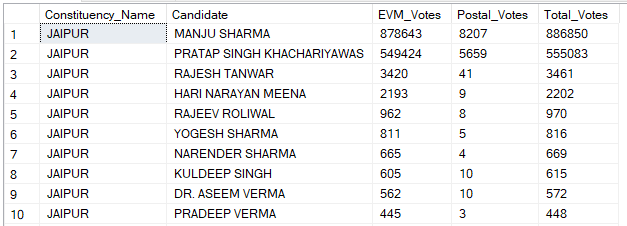 Constituency_Name Candidate EVM_Votes Postal_Votes Total_Votes
1 JAIPUR MANJU SHARMA 878643 8207 886850
2 JAIPUR PRATAP SINGH KHACHARIYAWAS 549424 5659 555083
3 JAIPUR RAJESH TANWAR 3420 41 3461
4 JAIPUR HARI NARAYAN MEENA 2193 9 2202
5 JAIPUR RAJEEV ROLIWAL 962 8 970
6 JAIPUR YOGESH SHARMA 811 5 816
7 JAIPUR NARENDER SHARMA 665 4 669
8 JAIPUR KULDEEP SINGH 605 10 615
9 JAIPUR DR. ASEEM VERMA 562 10 572
10 JAIPUR PRADEEP VERMA 445 3 448